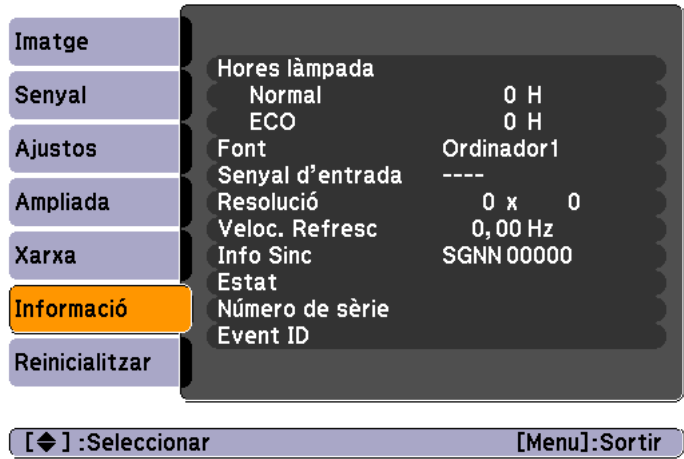 Imatge
Senyal
Ajustos
Ampliada
Xarxa
Informació
Reinicialitzar
Hores làmpada
Normal 0 H
ECO 0 H
Font Ordinador1
Senyal d'entrada ----
Resolució 0 x 0
Veloc. Refresc 0,00 Hz
Info Sinc SGNN 00000
Estat
Número de sèrie
Event ID
[◆] :Seleccionar [Menu]:Sortir